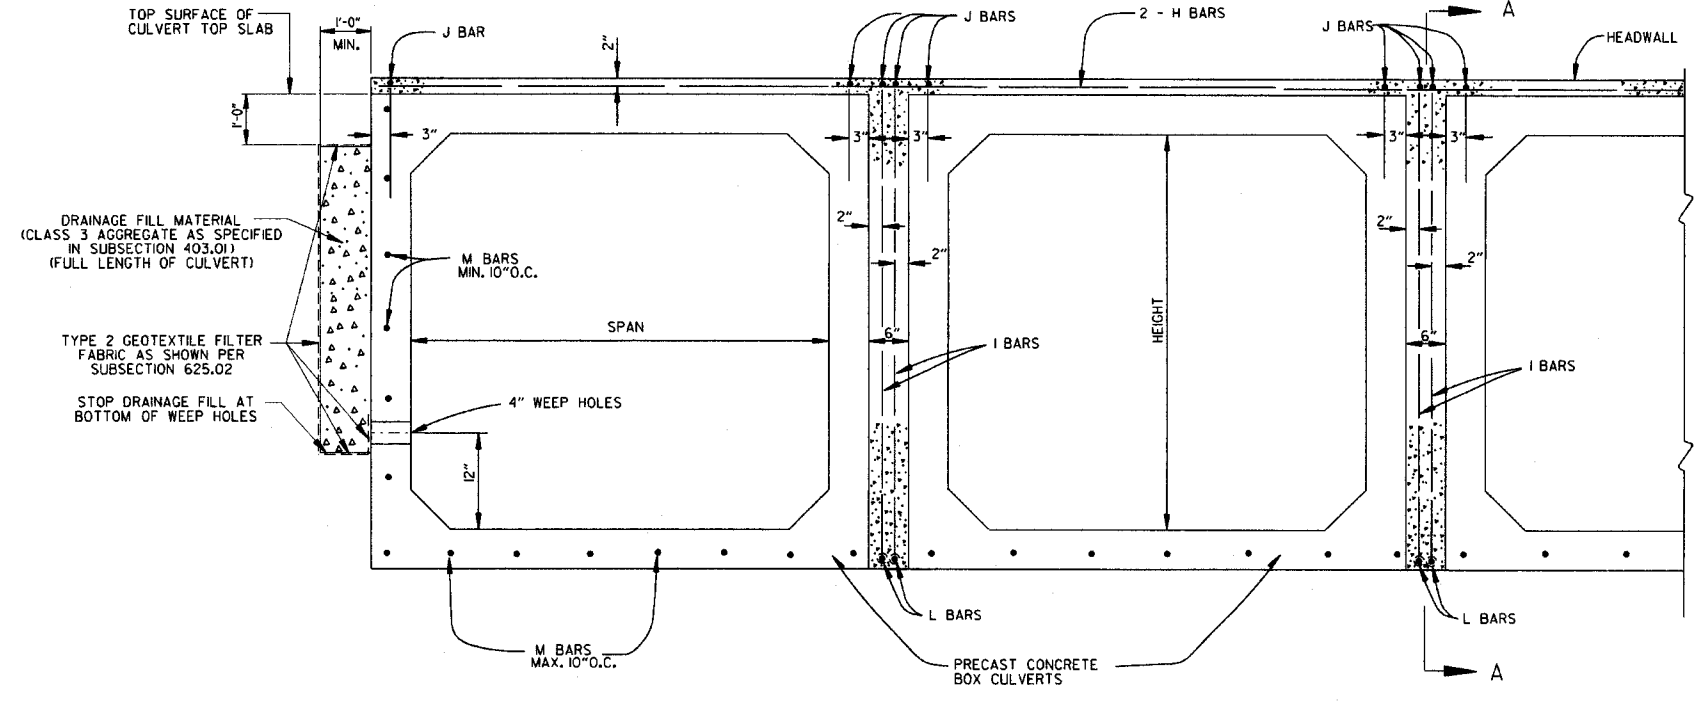 TOP SURFACE OF
CULVERT TOP SLAB
1'-0"
MIN.
J BAR
2"
J BARS
2 - H BARS
J BARS
A
HEADWALL
1'-0"
3"
3"
3"
3"
3"
DRAINAGE FILL MATERIAL
(CLASS 3 AGGREGATE AS SPECIFIED
IN SUBSECTION 403.01)
(FULL LENGTH OF CULVERT)
M BARS
MIN. 10"O.C.
2"
2"
2"
2"
TYPE 2 GEOTEXTILE FILTER
FABRIC AS SHOWN PER
SUBSECTION 625.02
SPAN
6"
I BARS
HEIGHT
6"
I BARS
STOP DRAINAGE FILL AT
BOTTOM OF WEEP HOLES
4" WEEP HOLES
12"
L BARS
L BARS
M BARS
MAX. 10"O.C.
PRECAST CONCRETE
BOX CULVERTS
A